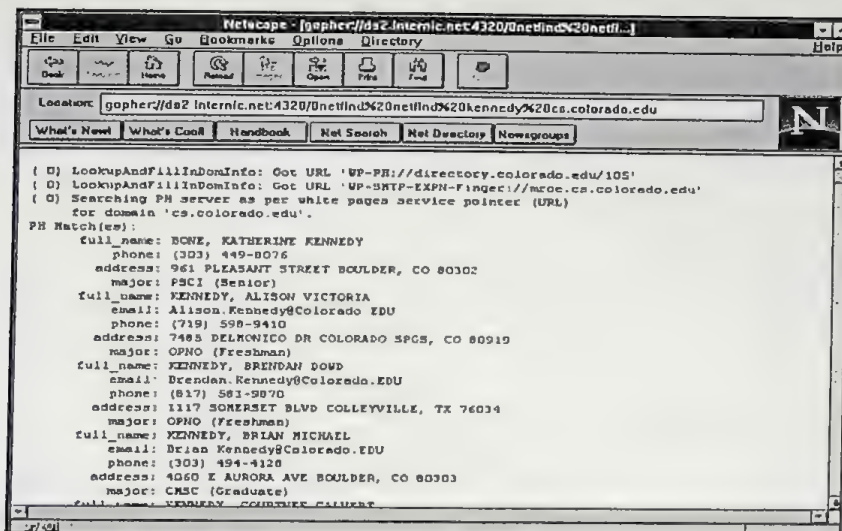 Netscape - [gopher://ds2.internic.net:4320/0netfind%20netfi...]
File Edit View Go Bookmarks Options Directory
Help
Back Home Reload Open Print Find
Location: gopher://ds2.internic.net:4320/0netfind%20netfind%20kennedy%20cs.colorado.edu
What's New! What's Cool! Handbook Net Search Net Directory Newsgroups
N
( 0) LookupAndFillInDomInfo: Got URL 'WP-PH://directory.colorado.edu/105'
( 0) LookupAndFillInDomInfo: Got URL 'WP-SMTP-EXPN-Finger://mroe.cs.colorado.edu'
( 0) Searching PH server as per white pages service pointer (URL)
for domain 'cs.colorado.edu'.
PH Match(es):
full_name: BONE, KATHERINE KENNEDY
phone: (303) 449-0076
address: 961 PLEASANT STREET BOULDER, CO 80302
major: PSCI (Senior)
full_name: KENNEDY, ALISON VICTORIA
email: Alison.Kennedy@Colorado EDU
phone: (719) 598-9410
address: 7485 DELMONICO DR COLORADO SPGS, CO 80919
major: OPNO (Freshman)
full_name: KENNEDY, BRENDAN DOWD
email: Brendan.Kennedy@Colorado.EDU
phone: (817) 581-9870
address: 1117 SOMERSET BLVD COLLEYVILLE, TX 76034
major: OPNO (Freshman)
full_name: KENNEDY, BRIAN MICHAEL
email: Brian Kennedy@Colorado.EDU
phone: (303) 494-4128
address: 4060 E AURORA AVE BOULDER, CO 80303
major: CMSC (Graduate)
full_name: KENNEDY, COURTNEY CALVERT